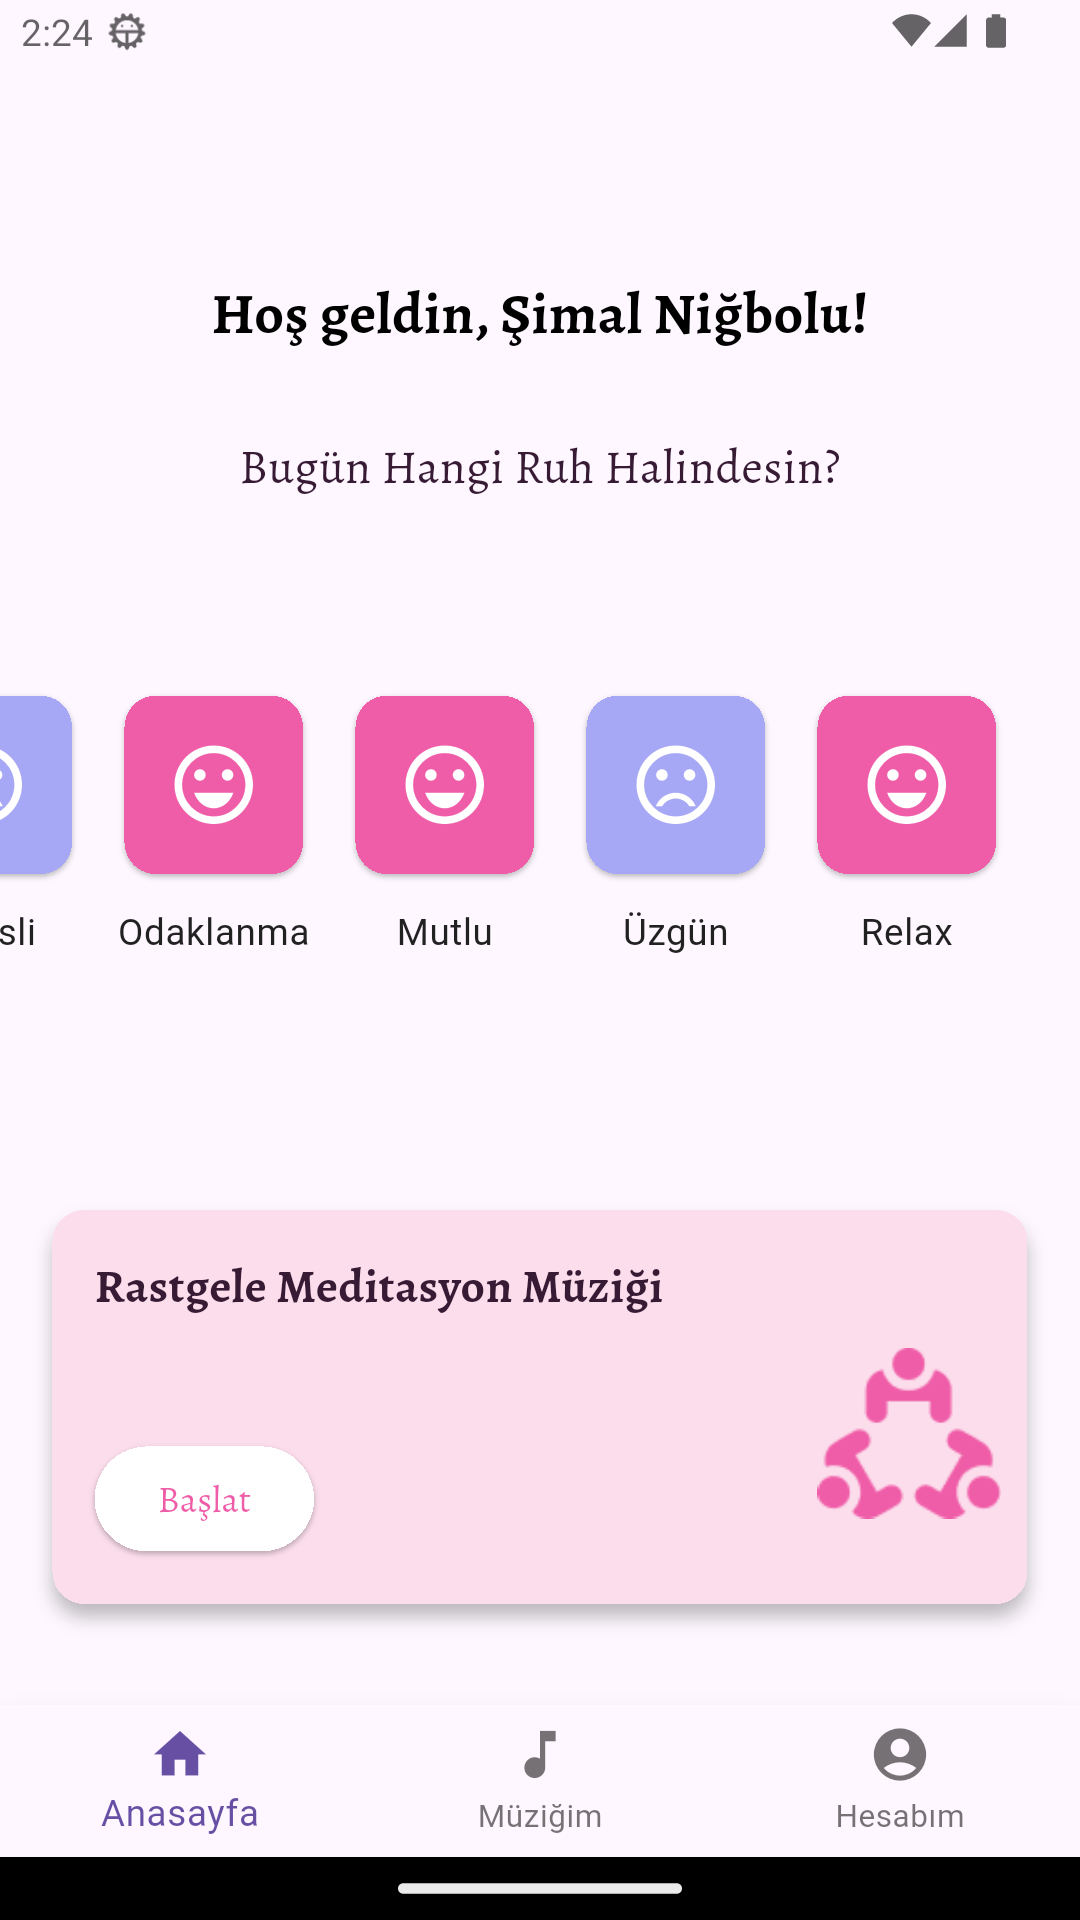 2:24
Hoş geldin, Şimal Niğbolu!
Bugün Hangi Ruh Halindesin?
sli Odaklanma Mutlu Üzgün Relax
Rastgele Meditasyon Müziği
Başlat
Anasayfa Müziğim Hesabım